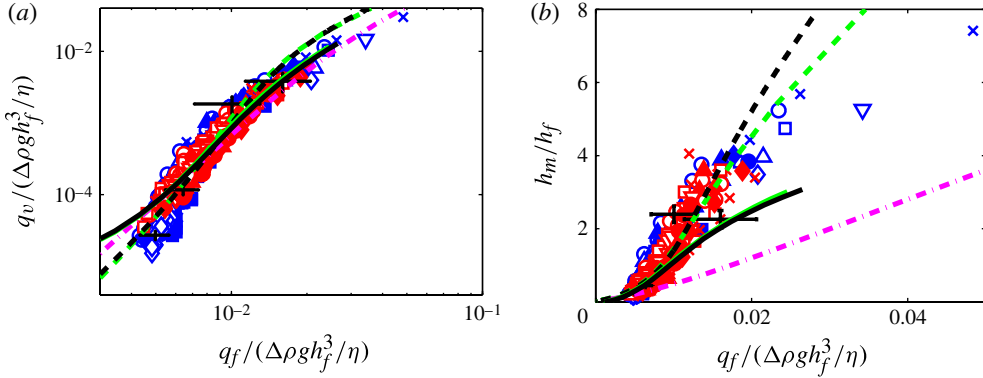 (a)
(b)
q_v/(Δρgh_f^3/η)
10^{-2}
10^{-4}
10^{-2}
10^{-1}
q_f/(Δρgh_f^3/η)
h_m/h_f
8
6
4
2
0
0.02
0.04
q_f/(Δρgh_f^3/η)